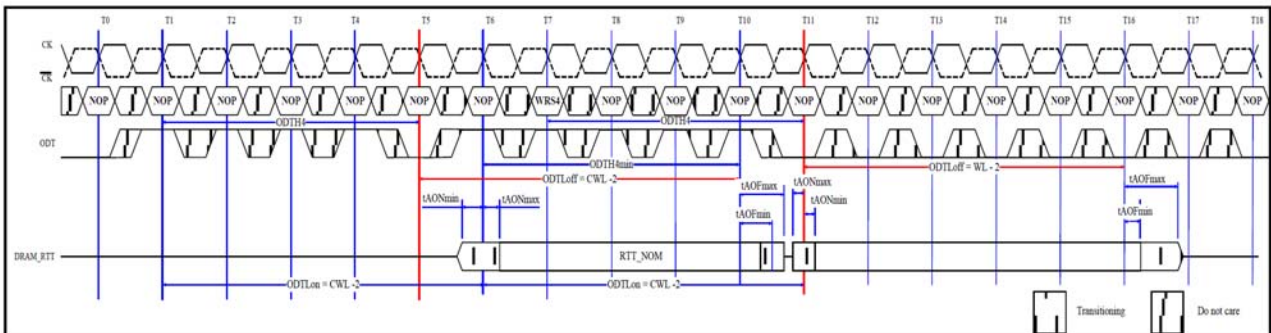 T0 T1 T2 T3 T4 T5 T6 T7 T8 T9 T10 T11 T12 T13 T14 T15 T16 T17 T18
CK
CK
NOP NOP NOP NOP NOP NOP NOP WRS4 NOP NOP NOP NOP NOP NOP NOP NOP NOP NOP NOP
ODTH4 ODTH4
ODT
ODTH4min ODTLoff = WL -2
ODTLoff = CWL -2
tAOFmax tAONmax tAOFmax
tAONmin tAONmax tAONmin
tAOFmin tAOFmin
DRAM_RTT RTT_NOM
ODTLon = CWL -2 ODTLon = CWL -2
Transitioning Do not care